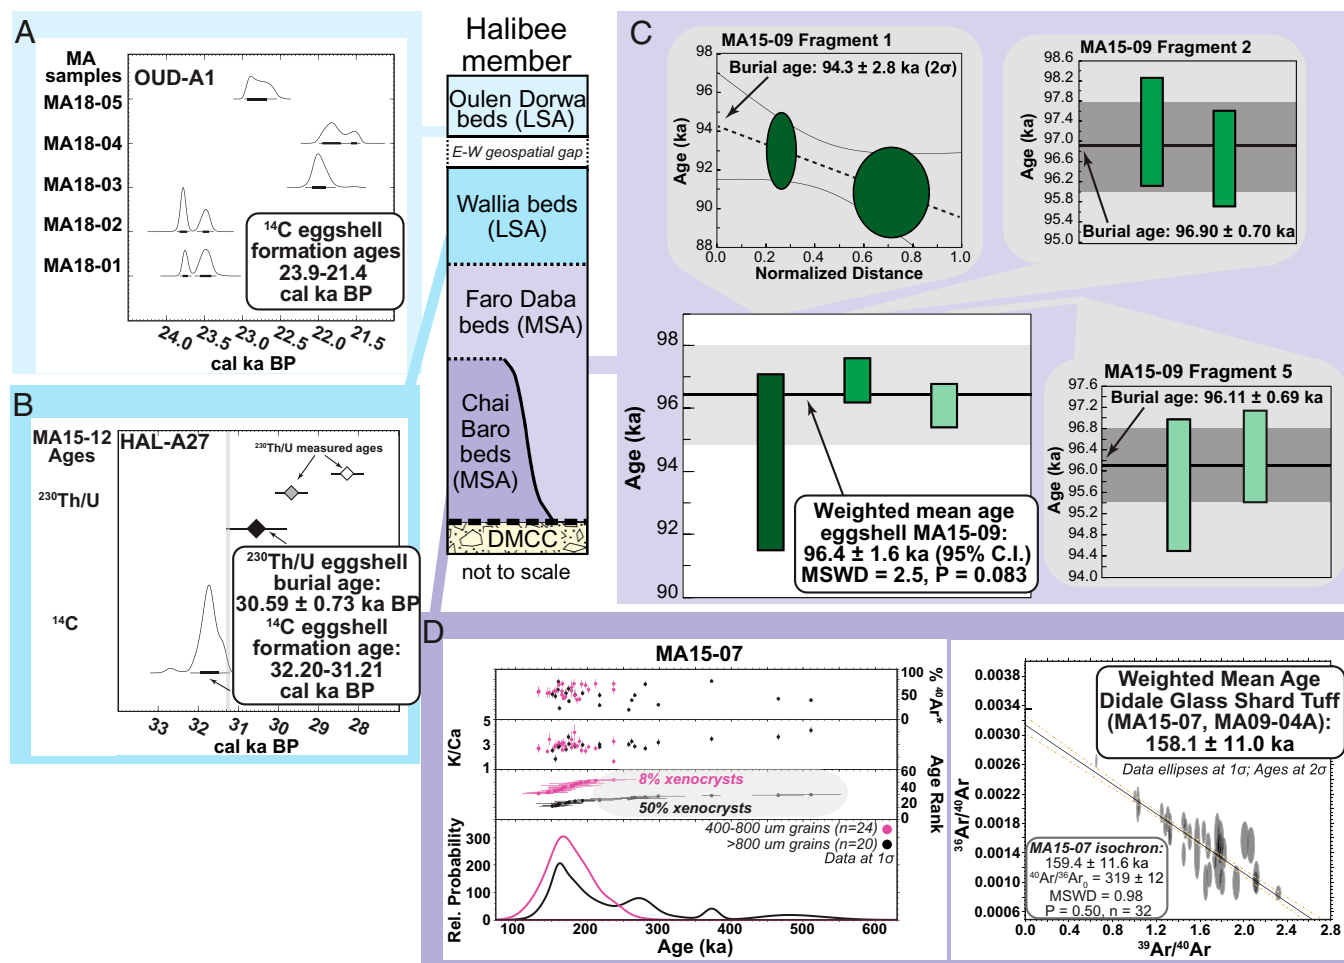 A
MA
samples
MA18-05
MA18-04
MA18-03
MA18-02
MA18-01
OUD-A1
14C eggshell
formation ages
23.9-21.4
cal ka BP
24.0 23.5 23.0 22.5 22.0 21.5
cal ka BP
B
MA15-12
Ages
HAL-A27
230Th/U measured ages
230Th/U
14C
230Th/U eggshell
burial age:
30.59 ± 0.73 ka BP
14C eggshell
formation age:
32.20-31.21
cal ka BP
33 32 31 30 29 28
cal ka BP
Halibee
member
Oulen Dorwa
beds (LSA)
E-W geospatial gap
Wallia beds
(LSA)
Faro Daba
beds (MSA)
Chai
Baro
beds
(MSA)
DMCC
not to scale
C
MA15-09 Fragment 1
Burial age: 94.3 ± 2.8 ka (2σ)
Age (ka)
98
96
94
92
90
88
0.0 0.2 0.4 0.6 0.8 1.0
Normalized Distance
MA15-09 Fragment 2
Age (ka)
98.6
98.2
97.8
97.4
97.0
96.6
96.2
95.8
95.4
95.0
Burial age: 96.90 ± 0.70 ka
Age (ka)
98
96
94
92
90
Weighted mean age
eggshell MA15-09:
96.4 ± 1.6 ka (95% C.I.)
MSWD = 2.5, P = 0.083
MA15-09 Fragment 5
Burial age: 96.11 ± 0.69 ka
Age (ka)
97.6
97.2
96.8
96.4
96.0
95.6
95.2
94.8
94.4
94.0
D
MA15-07
% 40Ar*
100
50
0
K/Ca
5
3
1
Age Rank
60
40
20
0
8% xenocrysts
50% xenocrysts
400-800 um grains (n=24)
>800 um grains (n=20)
Data at 1σ
Rel. Probability
300
200
100
0
100 200 300 400 500 600
Age (ka)
36Ar/40Ar
0.0038
0.0034
0.0030
0.0026
0.0022
0.0018
0.0014
0.0010
0.0006
Weighted Mean Age
Didale Glass Shard Tuff
(MA15-07, MA09-04A):
158.1 ± 11.0 ka
Data ellipses at 1σ; Ages at 2σ
MA15-07 isochron:
159.4 ± 11.6 ka
40Ar/36Ar0 = 319 ± 12
MSWD = 0.98
P = 0.50, n = 32
0.0 0.4 0.8 1.2 1.6 2.0 2.4 2.8
39Ar/40Ar